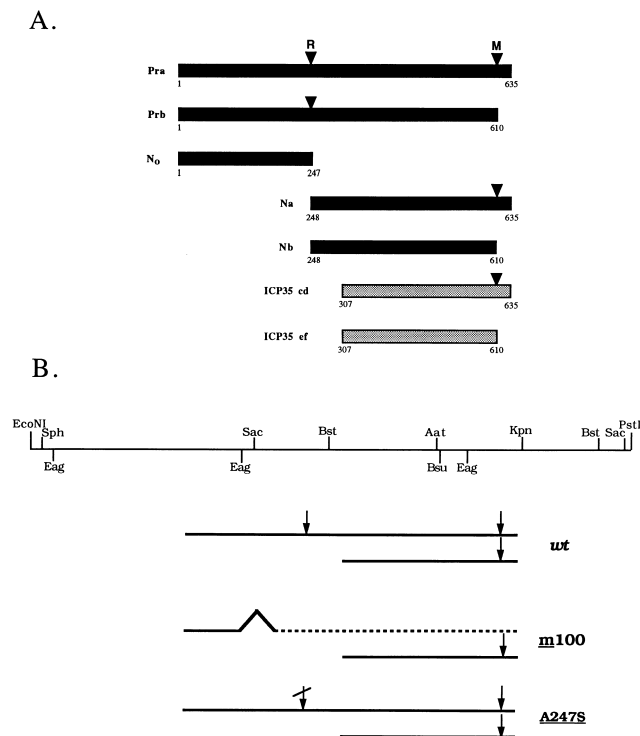 A.
R M
Pra
1 635
Prb
1 610
No
1 247
Na
248 635
Nb
248 610
ICP35 cd
307 635
ICP35 ef
307 610
B.
EcoNI Sph Sac Bst Aat Kpn Bst Sac PstI
Eag Eag Bsu Eag
wt
m100
A247S